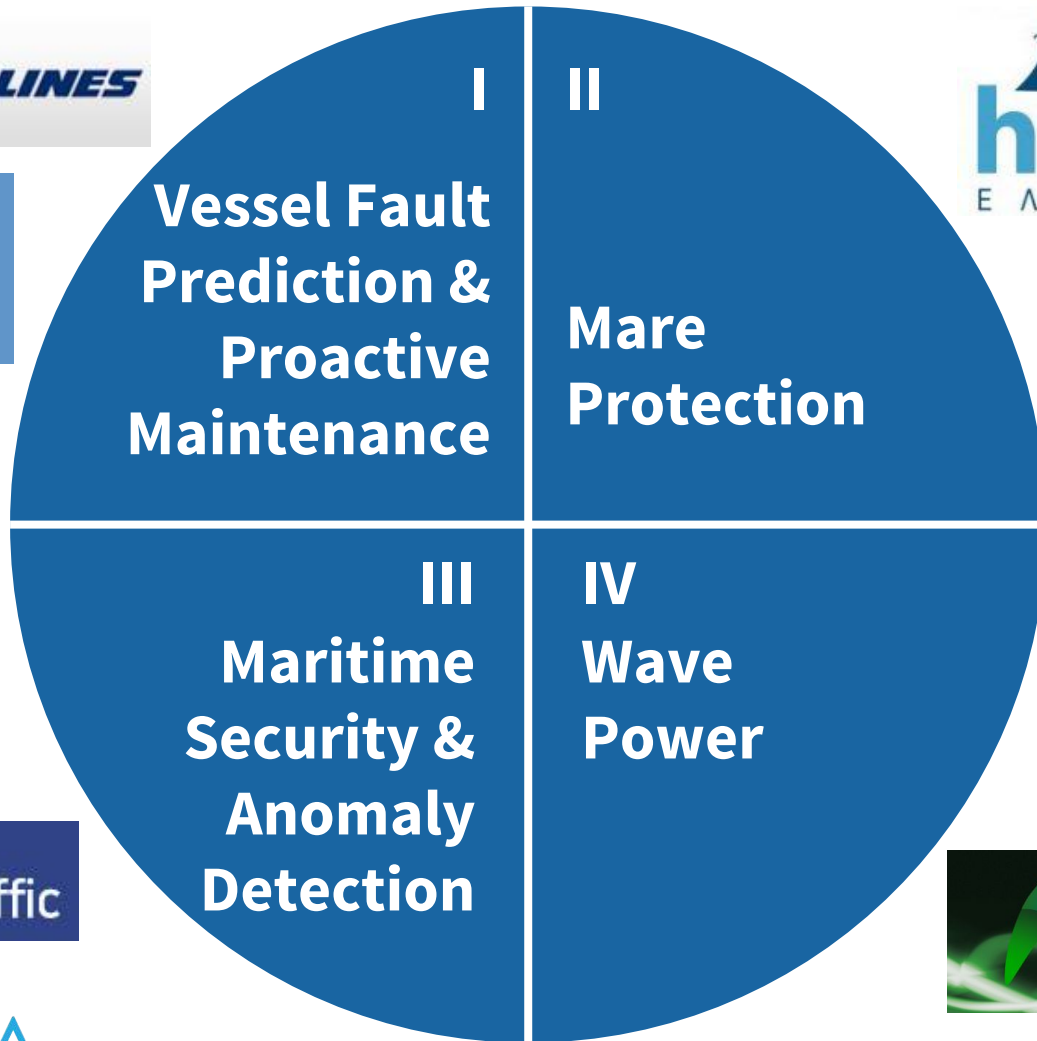 LINES
I
Vessel Fault
Prediction &
Proactive
Maintenance
II
Mare
Protection
III
Maritime
Security &
Anomaly
Detection
IV
Wave
Power
ffic
h
Ε Λ